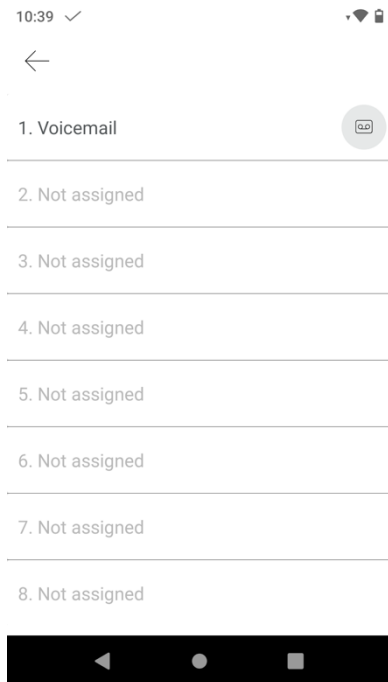 10:39
1. Voicemail
2. Not assigned
3. Not assigned
4. Not assigned
5. Not assigned
6. Not assigned
7. Not assigned
8. Not assigned